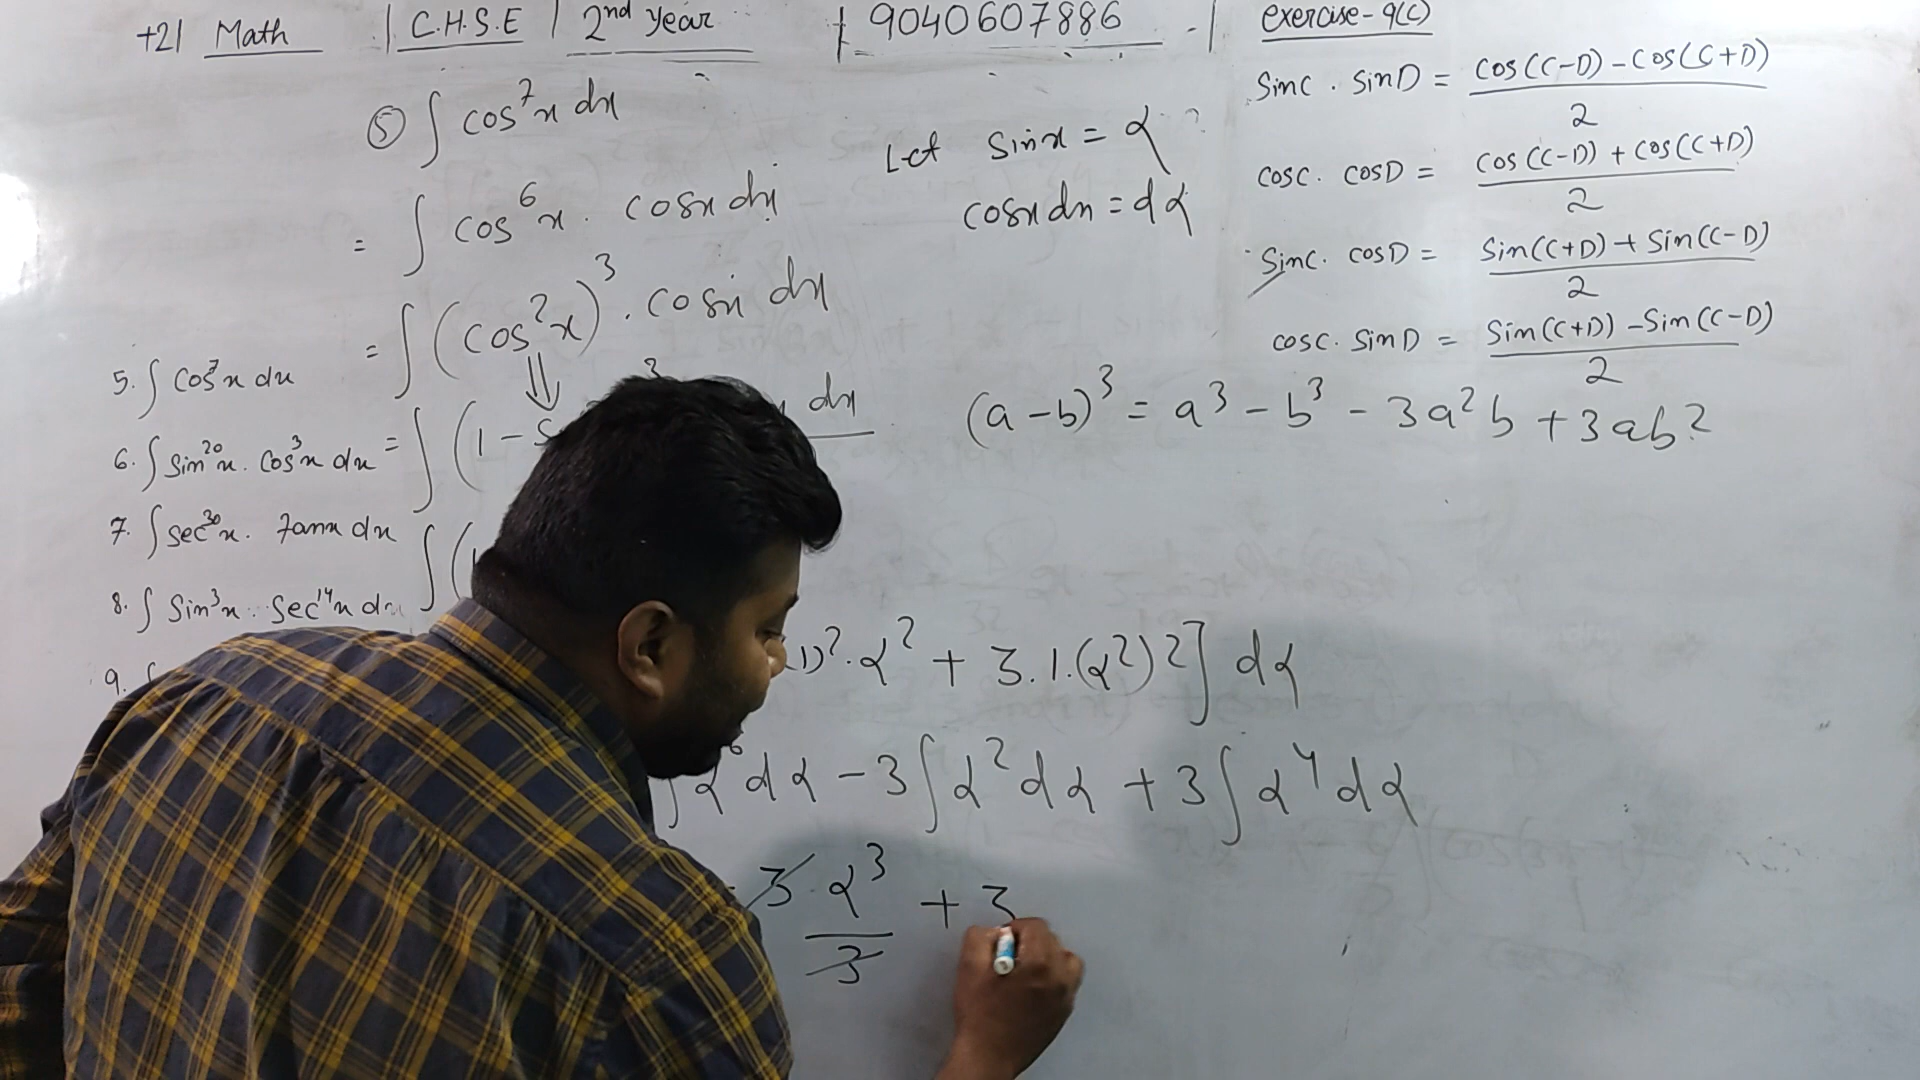 +21 Math | C.H.S.E | 2nd Year | 9040607886 - | exercise-9(C)
⑤ ∫ cos⁷x dx
= ∫ cos⁶x . cosx dx
= ∫ (cos²x)³ . cosx dx
= ∫ (1 - dx
∫ (
1)² . α² + 3.1.(α²)2] dα
∫ α⁶ dα - 3∫ α² dα + 3∫ α⁴ dα
3 α³/3 + 3
Let sinx = α
cosx dx = dα
SinC . SinD = Cos(C-D) - Cos(C+D) / 2
cosC . cosD = Cos(C-D) + Cos(C+D) / 2
SinC . cosD = Sin(C+D) + Sin(C-D) / 2
cosC . SinD = Sin(C+D) - Sin(C-D) / 2
(a-b)³ = a³ - b³ - 3a²b + 3ab²
5. ∫ Cos⁷x dx
6. ∫ Sin²⁰x . Cos³x dx
7. ∫ Sec³⁰x . Tanx dx
8. ∫ Sin³x . Sec¹⁴x dx
9. ∫